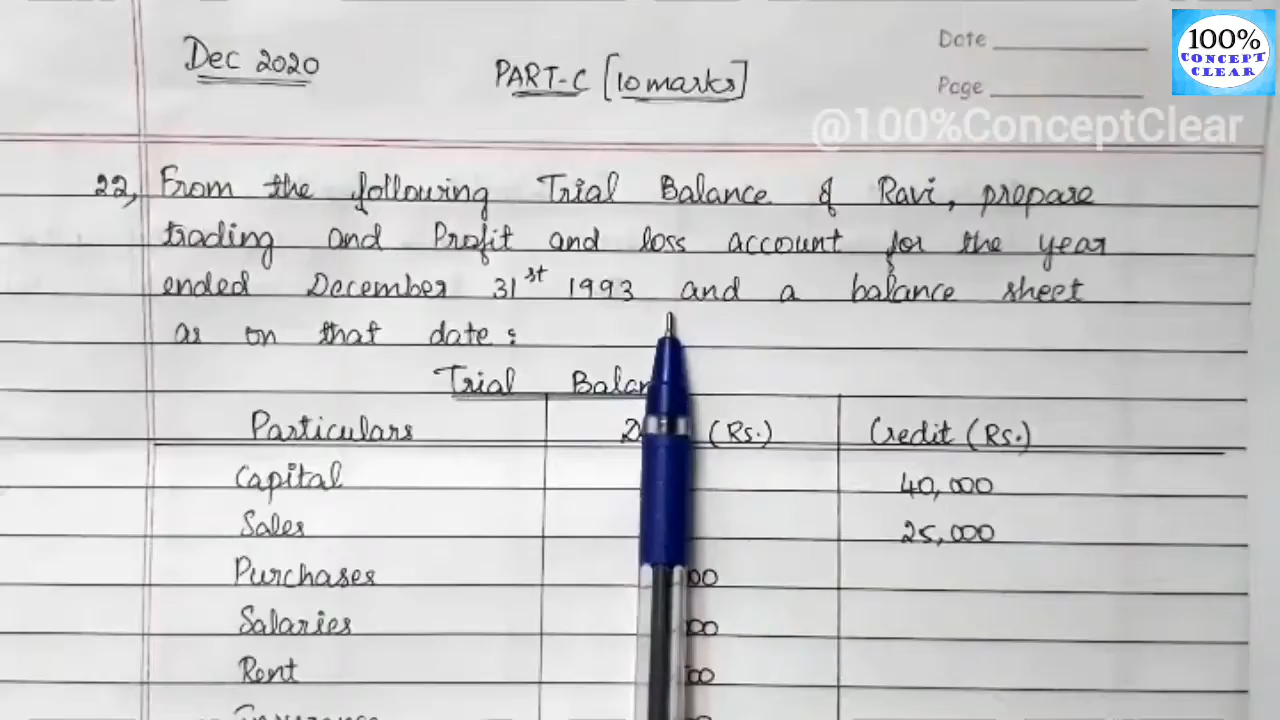 Dec 2020
PART-C [10 marks]
Date
Page
100%
CONCEPT
CLEAR
@100%ConceptClear
22, From the following Trial Balance of Ravi, prepare
trading and Profit and loss account for the year
ended December 31st 1993 and a balance sheet
as on that date:
Trial
Particulars (Rs.) Credit (Rs.)
Capital 40,000
Sales 25,000
Purchases
Salaries
Rent